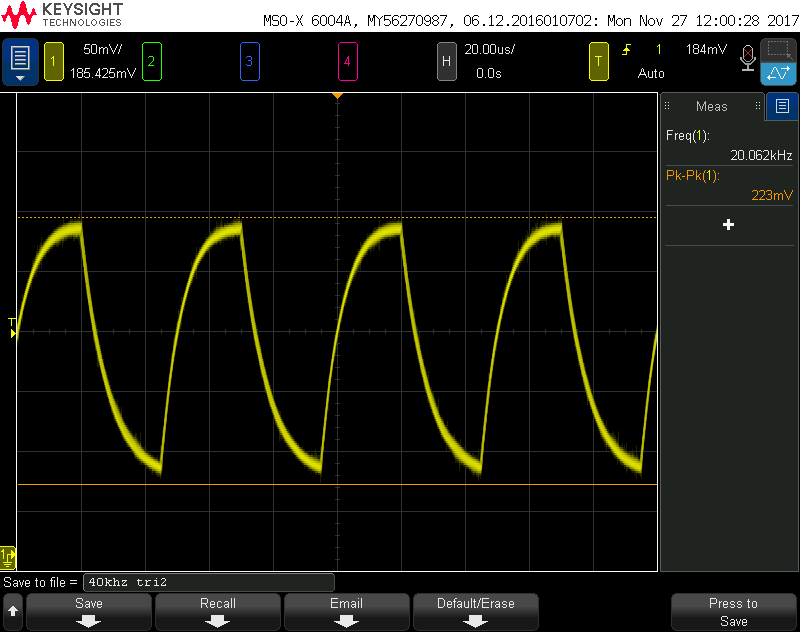 KEYSIGHT
TECHNOLOGIES
MSO-X 6004A, MY56270987, 06.12.2016010702: Mon Nov 27 12:00:28 2017
1
50mV/
185.425mV
2
3
4
H
20.00us/
0.0s
T
1
184mV
Auto
Meas
Freq(1):
20.062kHz
Pk-Pk(1):
223mV
+
T
1
Save to file = 40khz tri2
Save
Recall
Email
Default/Erase
Press to
Save